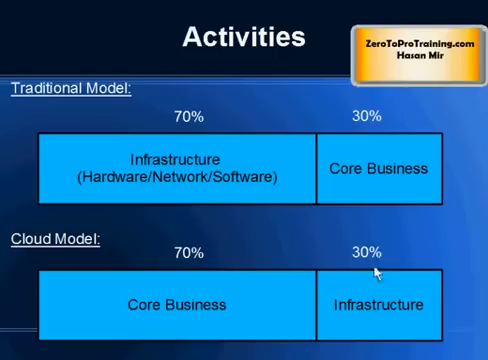 Activities
ZeroToProTraining.com
Hasan Mir
Traditional Model:
70%
30%
Infrastructure
(Hardware/Network/Software)
Core Business
Cloud Model:
70%
30%
Core Business
Infrastructure